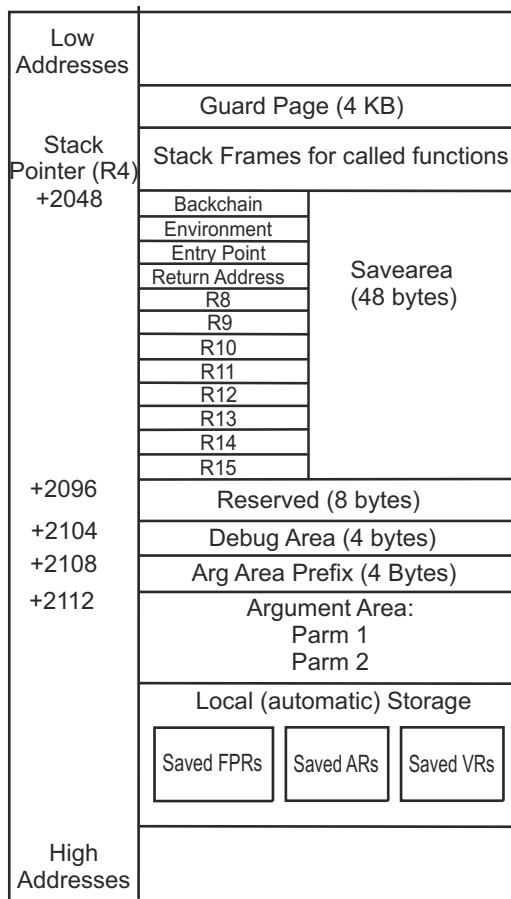 Low
Addresses
Guard Page (4 KB)
Stack
Pointer (R4)
+2048
Stack Frames for called functions
Backchain
Environment
Entry Point
Return Address
R8
R9
R10
R11
R12
R13
R14
R15
Savearea
(48 bytes)
+2096
Reserved (8 bytes)
+2104
Debug Area (4 bytes)
+2108
Arg Area Prefix (4 Bytes)
+2112
Argument Area:
Parm 1
Parm 2
Local (automatic) Storage
Saved FPRs
Saved ARs
Saved VRs
High
Addresses